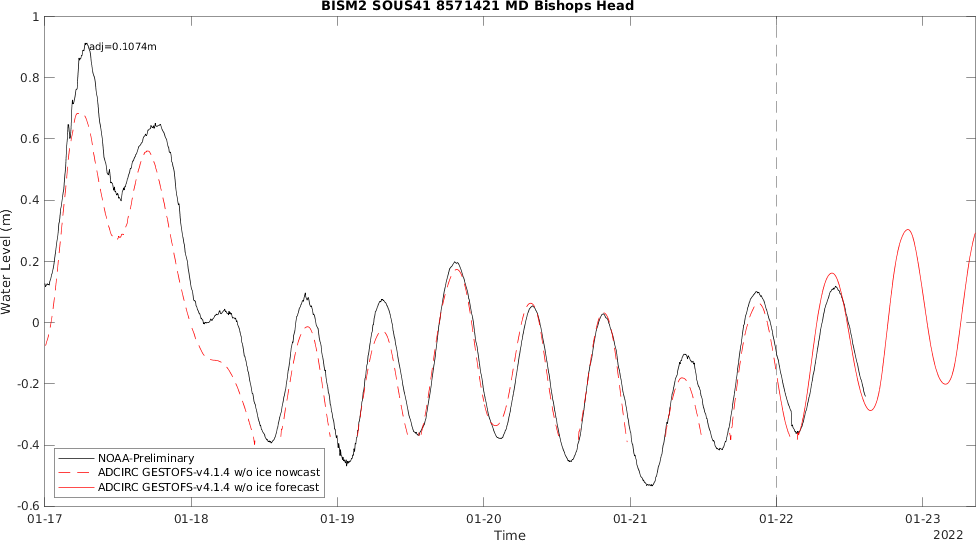 BISM2 SOUS41 8571421 MD Bishops Head
1
adj=0.1074m
0.8
0.6
0.4
0.2
0
-0.2
-0.4
-0.6
Water Level (m)
NOAA-Preliminary
ADCIRC GESTOFS-v4.1.4 w/o ice nowcast
ADCIRC GESTOFS-v4.1.4 w/o ice forecast
01-17 01-18 01-19 01-20 01-21 01-22 01-23
Time
2022